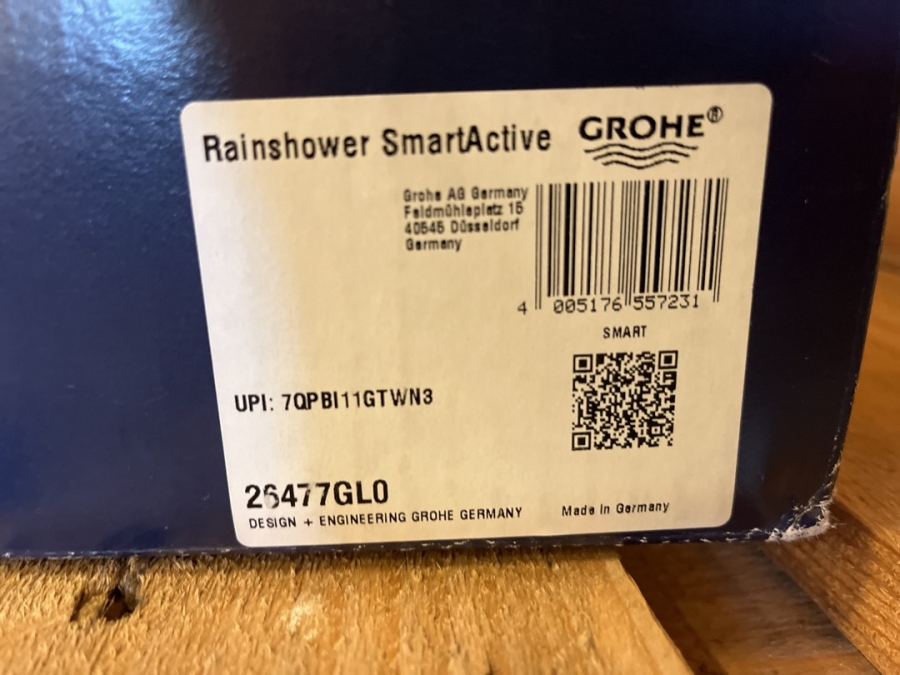 Rainshower SmartActive
GROHE®
Grohe AG Germany
Feldmühleplatz 15
40545 Düsseldorf
Germany
4 005176 557231
SMART
UPI: 7QPBI11GTWN3
26477GL0
DESIGN + ENGINEERING GROHE GERMANY
Made in Germany